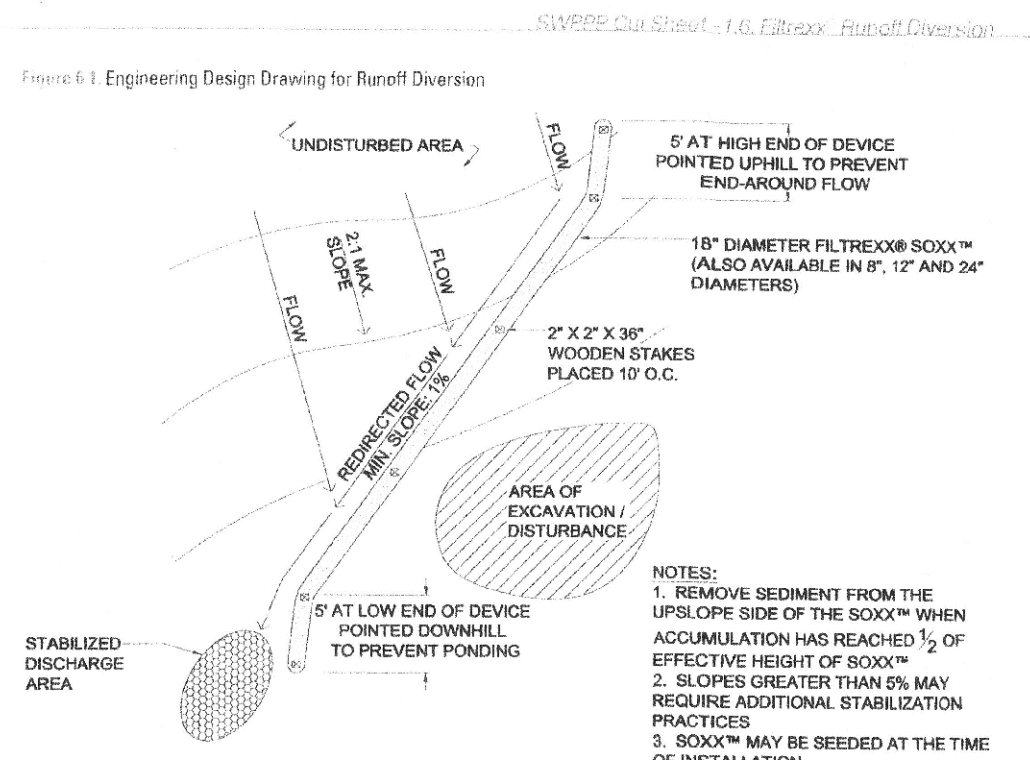 SWPPP Cut Sheet - 1.6. Filtrexx® Runoff Diversion
Figure 6.1. Engineering Design Drawing for Runoff Diversion
UNDISTURBED AREA
FLOW
5' AT HIGH END OF DEVICE
POINTED UPHILL TO PREVENT
END-AROUND FLOW
2:1 MAX.
SLOPE
FLOW
FLOW
18" DIAMETER FILTREXX® SOXX™
(ALSO AVAILABLE IN 8", 12" AND 24"
DIAMETERS)
2" X 2" X 36"
WOODEN STAKES
PLACED 10' O.C.
REDIRECTED FLOW
MIN. SLOPE: 1%
AREA OF
EXCAVATION /
DISTURBANCE
5' AT LOW END OF DEVICE
POINTED DOWNHILL
TO PREVENT PONDING
STABILIZED
DISCHARGE
AREA
NOTES:
1. REMOVE SEDIMENT FROM THE
UPSLOPE SIDE OF THE SOXX™ WHEN
ACCUMULATION HAS REACHED ½ OF
EFFECTIVE HEIGHT OF SOXX™
2. SLOPES GREATER THAN 5% MAY
REQUIRE ADDITIONAL STABILIZATION
PRACTICES
3. SOXX™ MAY BE SEEDED AT THE TIME
OF INSTALLATION